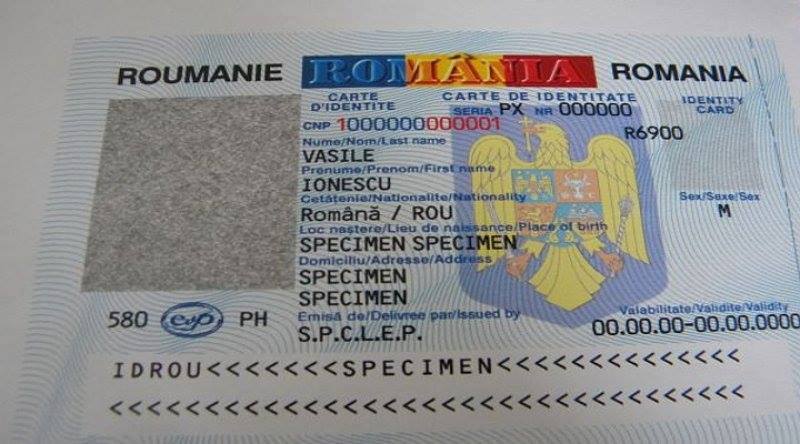 ROUMANIE ROMÂNIA ROMANIA
CARTE D'IDENTITE CARTE DE IDENTITATE IDENTITY CARD
SERIA PX NR 000000
CNP 1000000000001 R6900
Nume/Nom/Last name
VASILE
Prenume/Prenom/First name
IONESCU
Cetăţenie/Nationalite/Nationality Sex/Sexe/Sex
Română / ROU M
Loc naştere/Lieu de naissance/Place of birth
SPECIMEN SPECIMEN
Domiciliu/Adresse/Address
SPECIMEN
SPECIMEN
Emisă de/Delivree par/Issued by Valabilitate/Validite/Validity
S.P.C.L.E.P. 00.00.00-00.00.0000
580 PH
IDROU<<<<<<<SPECIMEN<<<<<<<<<<<<<<<
<<<<<<<<<<<<<<<<<<<<<<<<<<<<<<<<<<<<